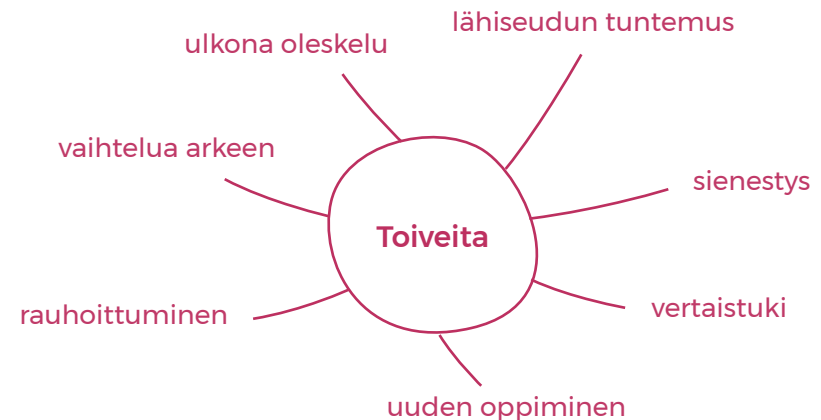 lähiseudun tuntemus
ulkona oleskelu
vaihtelua arkeen
sienestys
Toiveita
rauhoittuminen
vertaistuki
uuden oppiminen